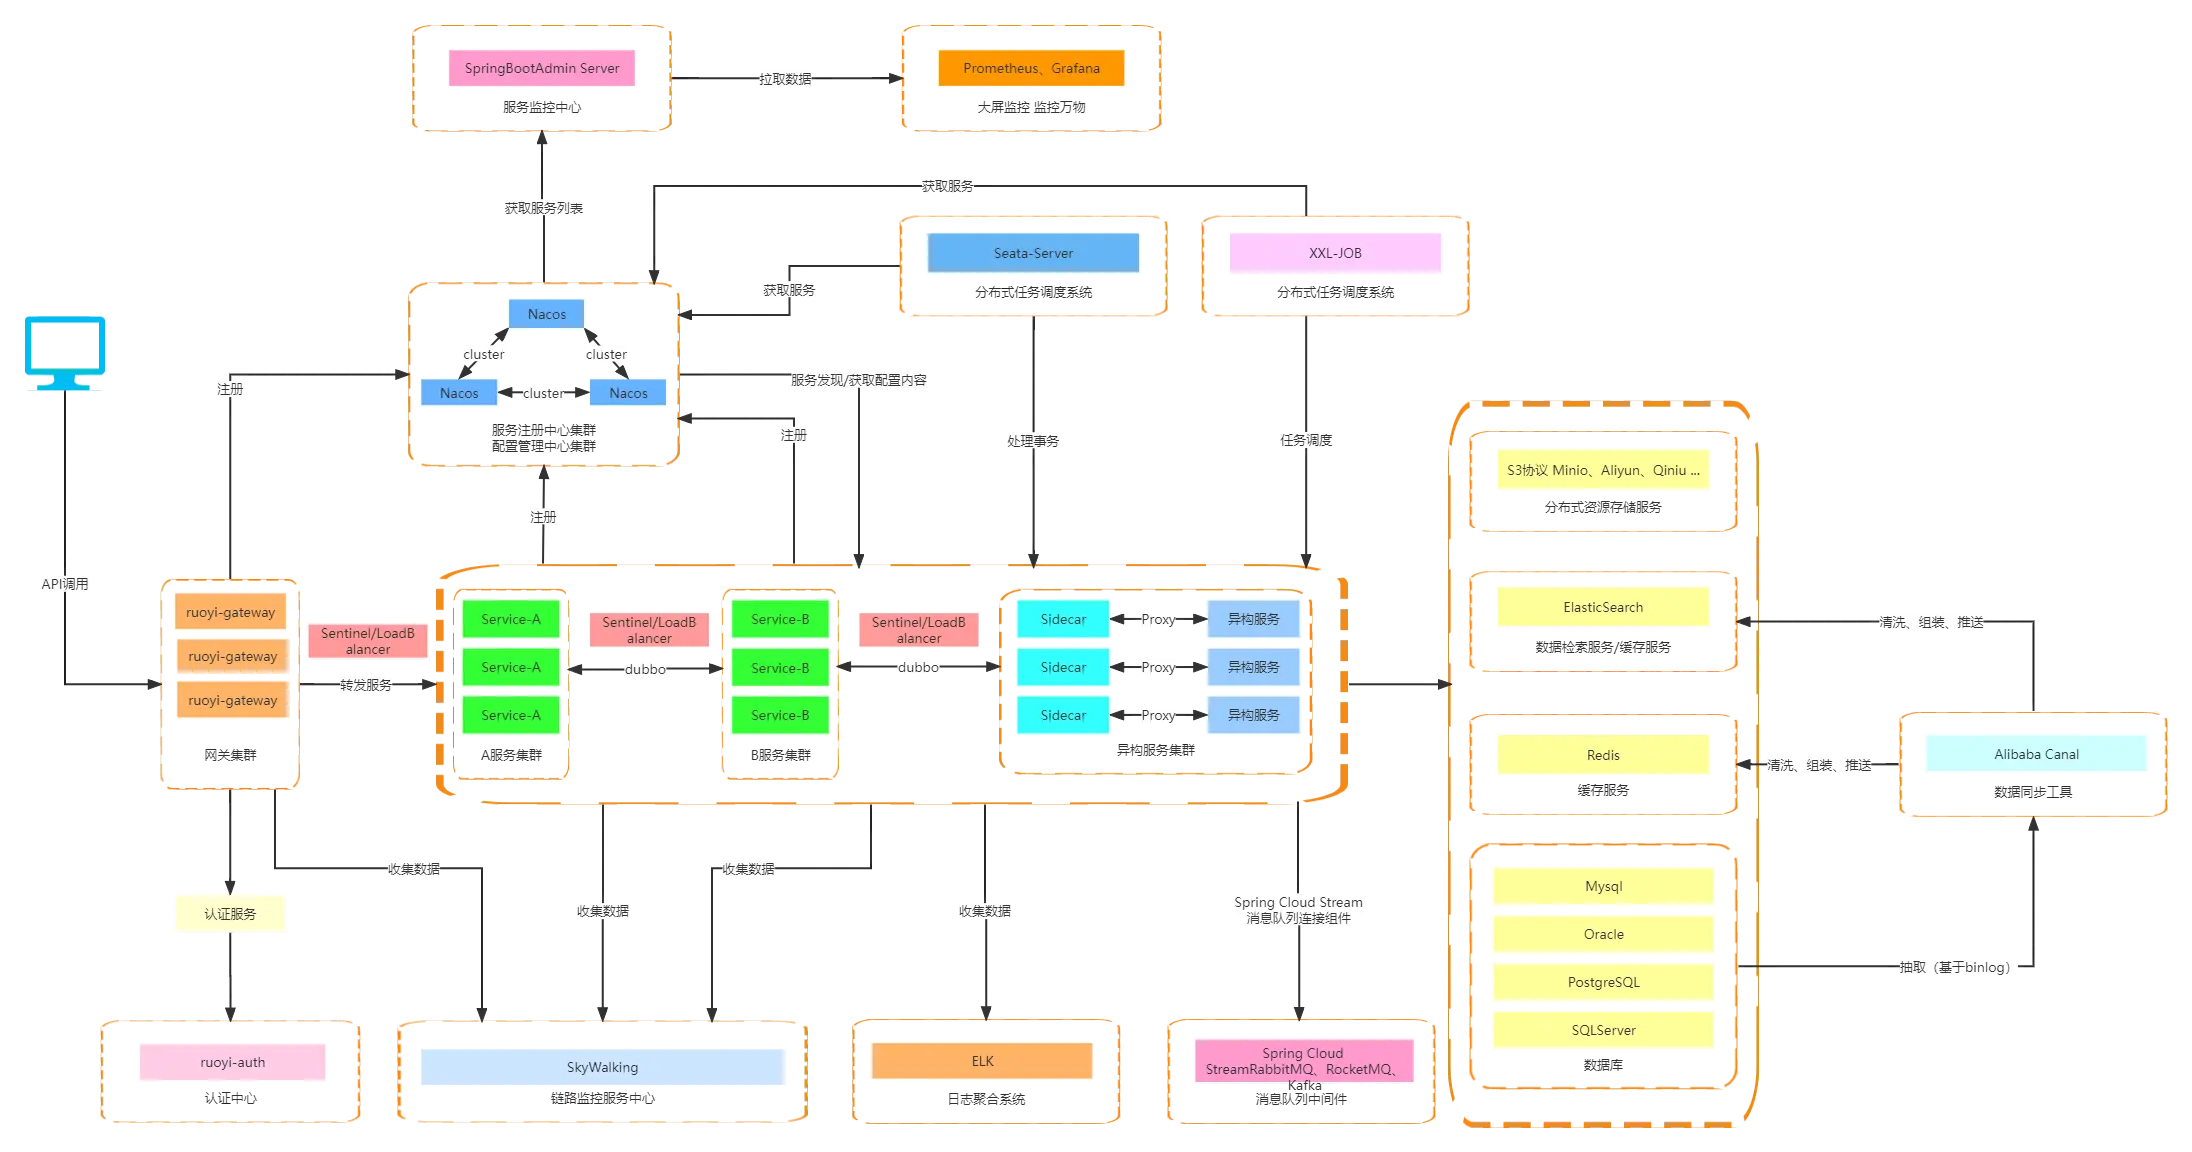 SpringBootAdmin Server
服务监控中心
拉取数据
Prometheus、Grafana
大屏监控 监控万物
获取服务列表
获取服务
Seata-Server
分布式任务调度系统
XXL-JOB
分布式任务调度系统
获取服务
Nacos
cluster
cluster
Nacos
cluster
Nacos
服务注册中心集群
配置管理中心集群
注册
服务发现/获取配置内容
注册
注册
处理事务
任务调度
API调用
ruoyi-gateway
ruoyi-gateway
ruoyi-gateway
网关集群
Sentinel/LoadB
alancer
转发服务
Service-A
Service-A
Service-A
A服务集群
Sentinel/LoadB
alancer
dubbo
Service-B
Service-B
Service-B
B服务集群
Sentinel/LoadB
alancer
dubbo
Sidecar
Proxy
异构服务
Sidecar
Proxy
异构服务
Sidecar
Proxy
异构服务
异构服务集群
S3协议 Minio、Aliyun、Qiniu ...
分布式资源存储服务
ElasticSearch
数据检索服务/缓存服务
Redis
缓存服务
Mysql
Oracle
PostgreSQL
SQLServer
数据库
清洗、组装、推送
清洗、组装、推送
Alibaba Canal
数据同步工具
抽取（基于binlog）
认证服务
收集数据
收集数据
收集数据
收集数据
Spring Cloud Stream
消息队列连接组件
ruoyi-auth
认证中心
SkyWalking
链路监控服务中心
ELK
日志聚合系统
Spring Cloud
StreamRabbitMQ、RocketMQ、
Kafka
消息队列中间件